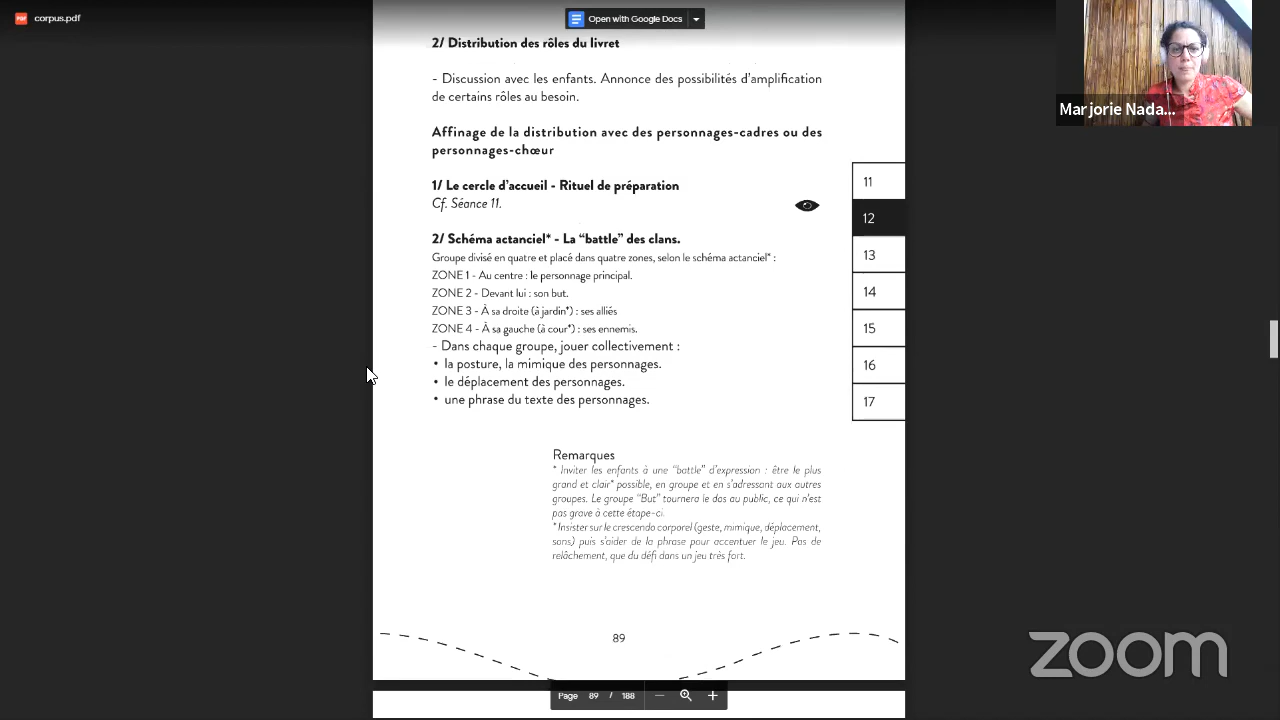 corpus.pdf
Open with Google Docs
Marjorie Nada...
2/ Distribution des rôles du livret
- Discussion avec les enfants. Annonce des possibilités d'amplification
de certains rôles au besoin.
Affinage de la distribution avec des personnages-cadres ou des
personnages-chœur
1/ Le cercle d'accueil - Rituel de préparation
Cf. Séance 11.
2/ Schéma actanciel* - La "battle" des clans.
Groupe divisé en quatre et placé dans quatre zones, selon le schéma actanciel* :
ZONE 1 - Au centre : le personnage principal.
ZONE 2 - Devant lui : son but.
ZONE 3 - À sa droite (à jardin*) : ses alliés
ZONE 4 - À sa gauche (à cour*) : ses ennemis.
- Dans chaque groupe, jouer collectivement :
• la posture, la mimique des personnages.
• le déplacement des personnages.
• une phrase du texte des personnages.
11
12
13
14
15
16
17
Remarques
* Inviter les enfants à une "battle" d'expression : être le plus
grand et clair* possible, en groupe et en s'adressant aux autres
groupes. Le groupe "But" tournera le dos au public, ce qui n'est
pas grave à cette étape-ci.
*Insister sur le crescendo corporel (geste, mimique, déplacement,
sons) puis s'aider de la phrase pour accentuer le jeu. Pas de
relâchement, que du défi dans un jeu très fort.
89
Page 89 / 188
zoom